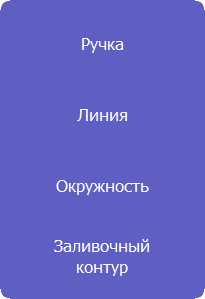 Ручка
Линия
Окружность
Заливочный
контур